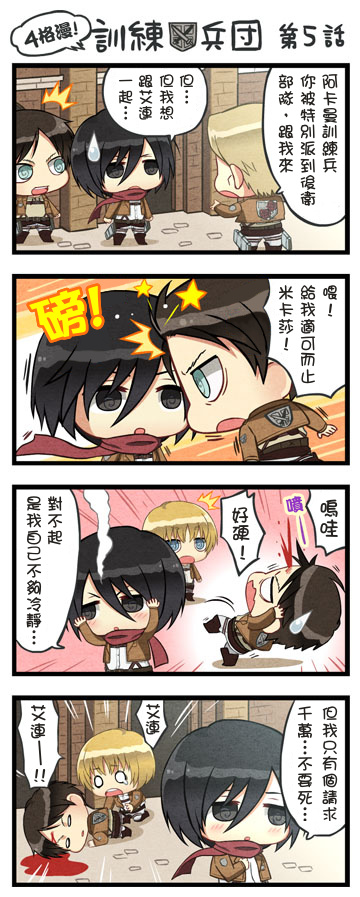 4格漫!
訓練兵団 第5話
阿卡曼訓練兵
你被特別派到後衛
部隊,跟我來
但…
但我想
跟艾連
一起…
喂!
給我適可而止
米卡莎!
磅!
嗚哇
噴——
好運!
對不起
是我自己不夠冷靜…
但我只有個請求
千萬…不要死…
艾連
艾連——!!